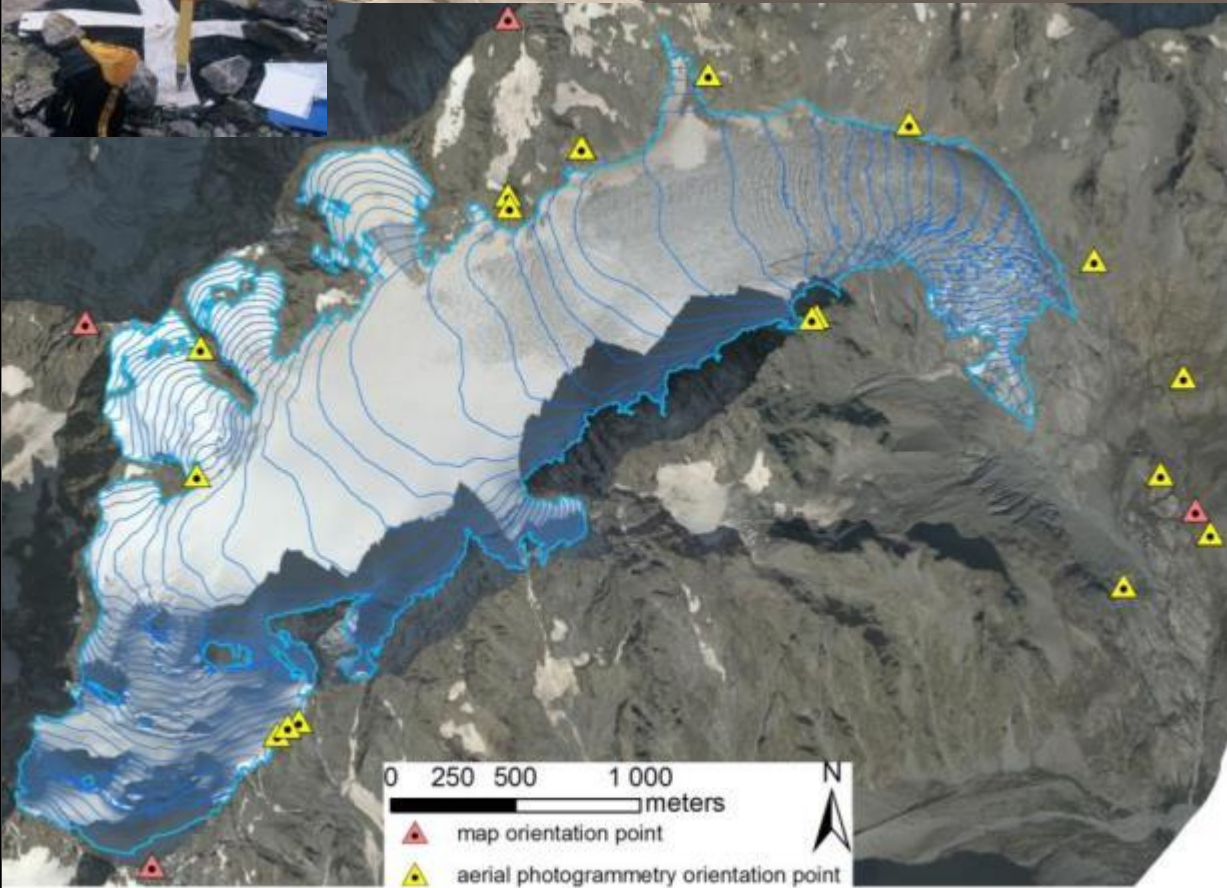 0 250 500 1 000
meters
N
map orientation point
aerial photogrammetry orientation point